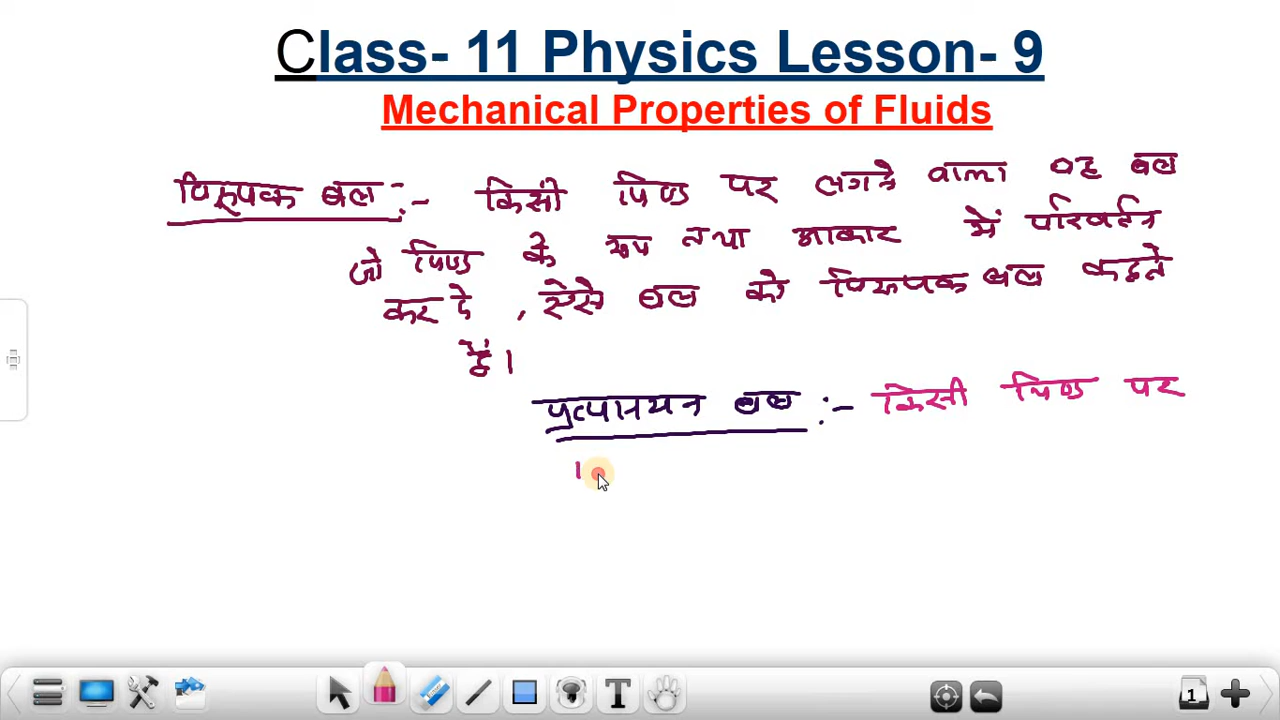 Class- 11 Physics Lesson- 9
Mechanical Properties of Fluids
विरूपक बल :- किसी पिण्ड पर लगने वाला वह बल
जो पिण्ड के रूप तथा आकार में परिवर्तन
कर दे , ऐसे बल को विरूपक बल कहते
हैं ।
प्रत्यानयन बल :- किसी पिण्ड पर
1